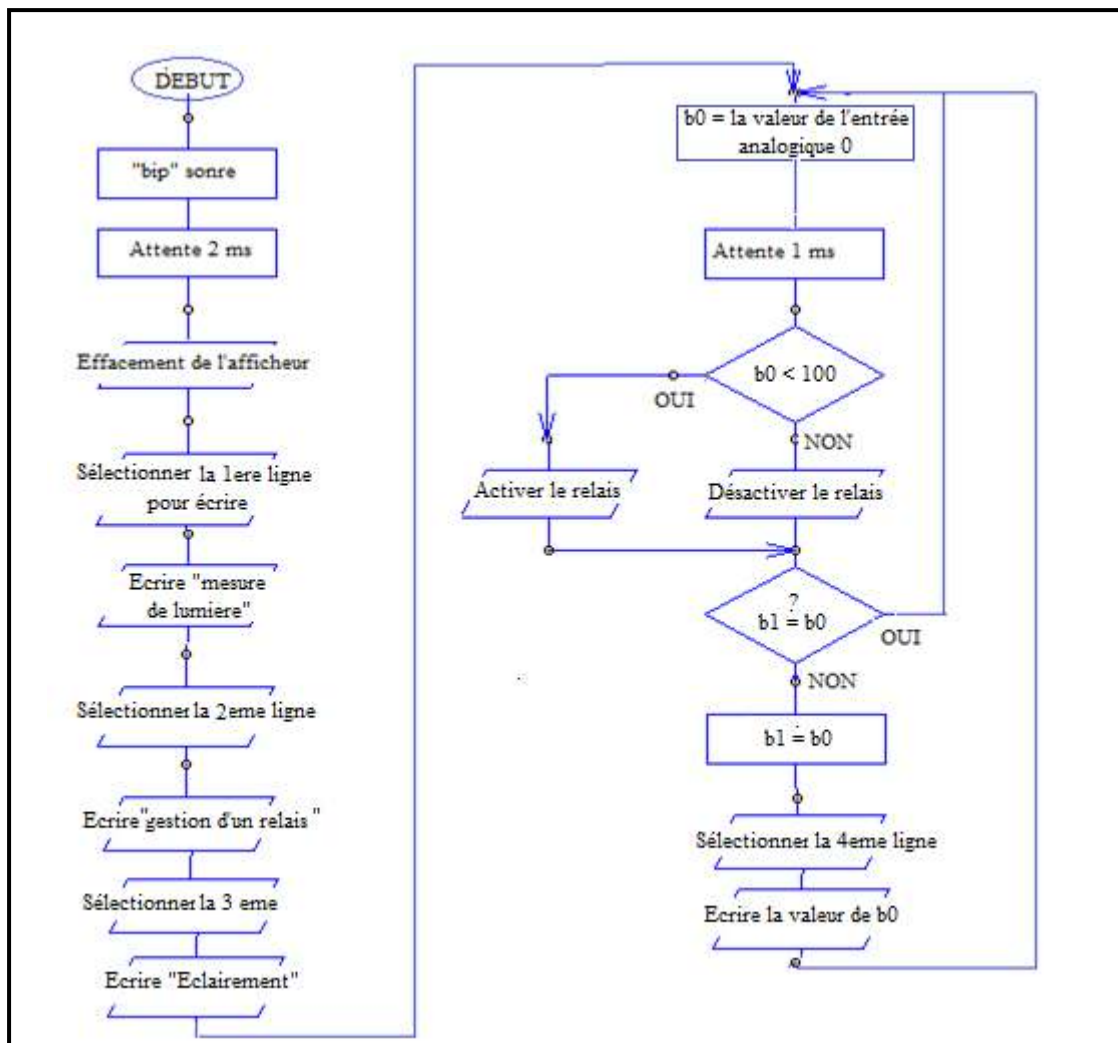 DEBUT
"bip" sonre
Attente 2 ms
Effacement de l'afficheur
Sélectionner la 1ere ligne
pour écrire
Ecrire "mesure
de lumiere"
Sélectionner la 2eme ligne
Ecrire "gestion d'un relais "
Sélectionner la 3 eme
Ecrire "Eclairement"
b0 = la valeur de l'entrée
analogique 0
Attente 1 ms
b0 < 100
OUI
NON
Activer le relais
Désactiver le relais
?
b1 = b0
OUI
NON
b1 = b0
Sélectionner la 4eme ligne
Ecrire la valeur de b0